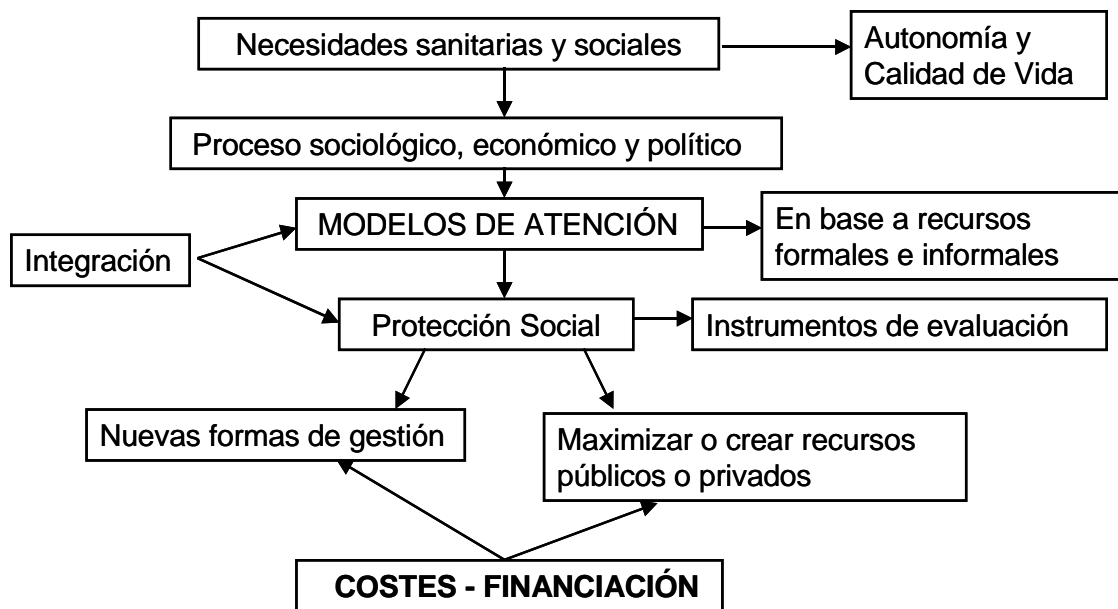 Necesidades sanitarias y sociales
Autonomía y
Calidad de Vida
Proceso sociológico, económico y político
MODELOS DE ATENCIÓN
En base a recursos
formales e informales
Integración
Protección Social
Instrumentos de evaluación
Nuevas formas de gestión
Maximizar o crear recursos
públicos o privados
COSTES - FINANCIACIÓN